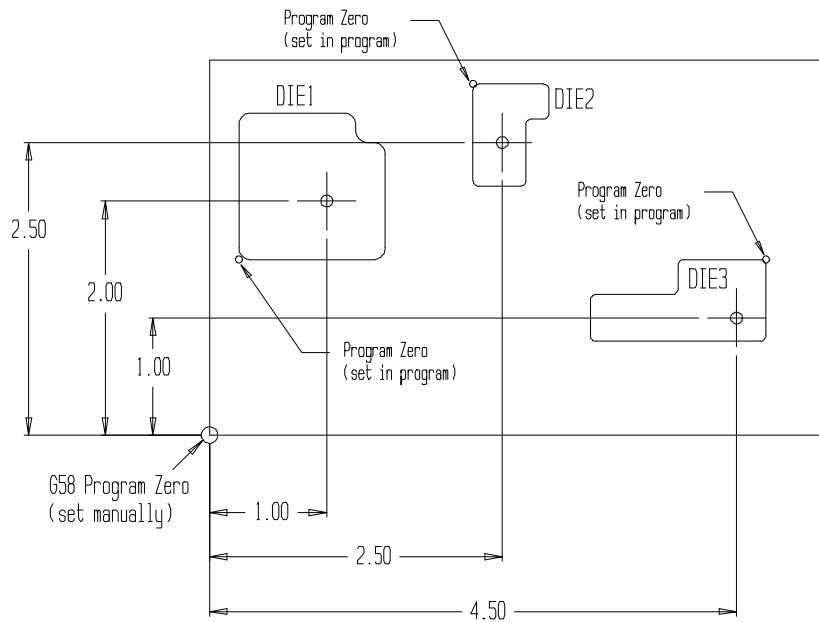 Program Zero
(set in program)
DIE1
DIE2
Program Zero
(set in program)
2.50
2.00
DIE3
1.00
Program Zero
(set in program)
G58 Program Zero
(set manually)
1.00
2.50
4.50